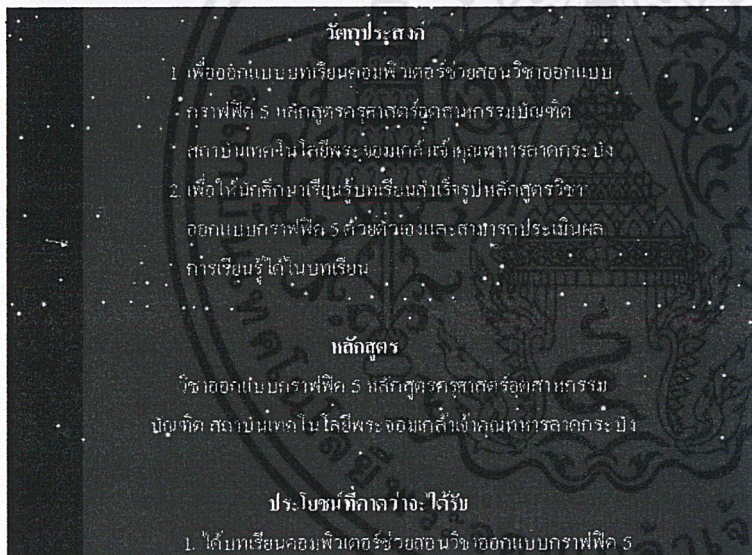 วัตถุประสงค์
1. เพื่อออกแบบบทเรียนคอมพิวเตอร์ช่วยสอนวิชาออกแบบ
กราฟฟิค 5 หลักสูตรครุศาสตร์อุตสาหกรรมบัณฑิต
สถาบันเทคโนโลยีพระจอมเกล้าเจ้าคุณทหารลาดกระบัง
2. เพื่อให้นักศึกษาเรียนรู้บทเรียนสำเร็จรูปหลักสูตรวิชา
ออกแบบกราฟฟิค 5 ด้วยตัวเองและสามารถประเมินผล
การเรียนรู้ได้ในบทเรียน
หลักสูตร
วิชาออกแบบกราฟฟิค 5 หลักสูตรครุศาสตร์อุตสาหกรรม
บัณฑิต สถาบันเทคโนโลยีพระจอมเกล้าเจ้าคุณทหารลาดกระบัง
ประโยชน์ที่คาดว่าจะได้รับ
1. ได้บทเรียนคอมพิวเตอร์ช่วยสอนวิชาออกแบบกราฟฟิค 5